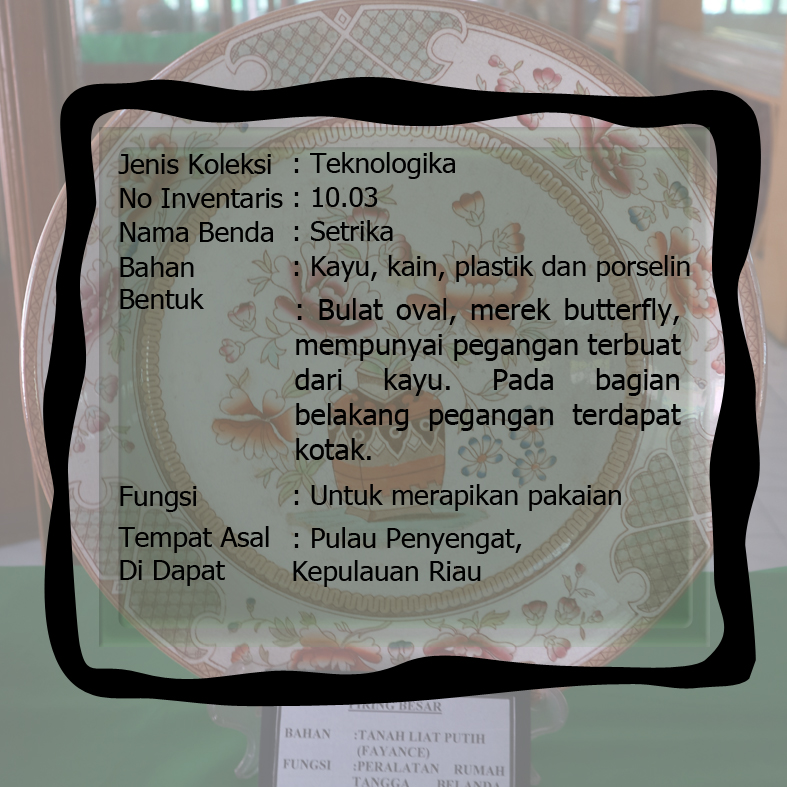 Jenis Koleksi : Teknologika
No Inventaris : 10.03
Nama Benda : Setrika
Bahan : Kayu, kain, plastik dan porselin
Bentuk : Bulat oval, merek butterfly,
mempunyai pegangan terbuat
dari kayu. Pada bagian
belakang pegangan terdapat
kotak.
Fungsi : Untuk merapikan pakaian
Tempat Asal : Pulau Penyengat,
Di Dapat Kepulauan Riau
PIRING BESAR
BAHAN :TANAH LIAT PUTIH
(FAYANCE)
FUNGSI :PERALATAN RUMAH
TANGGA BELANDA